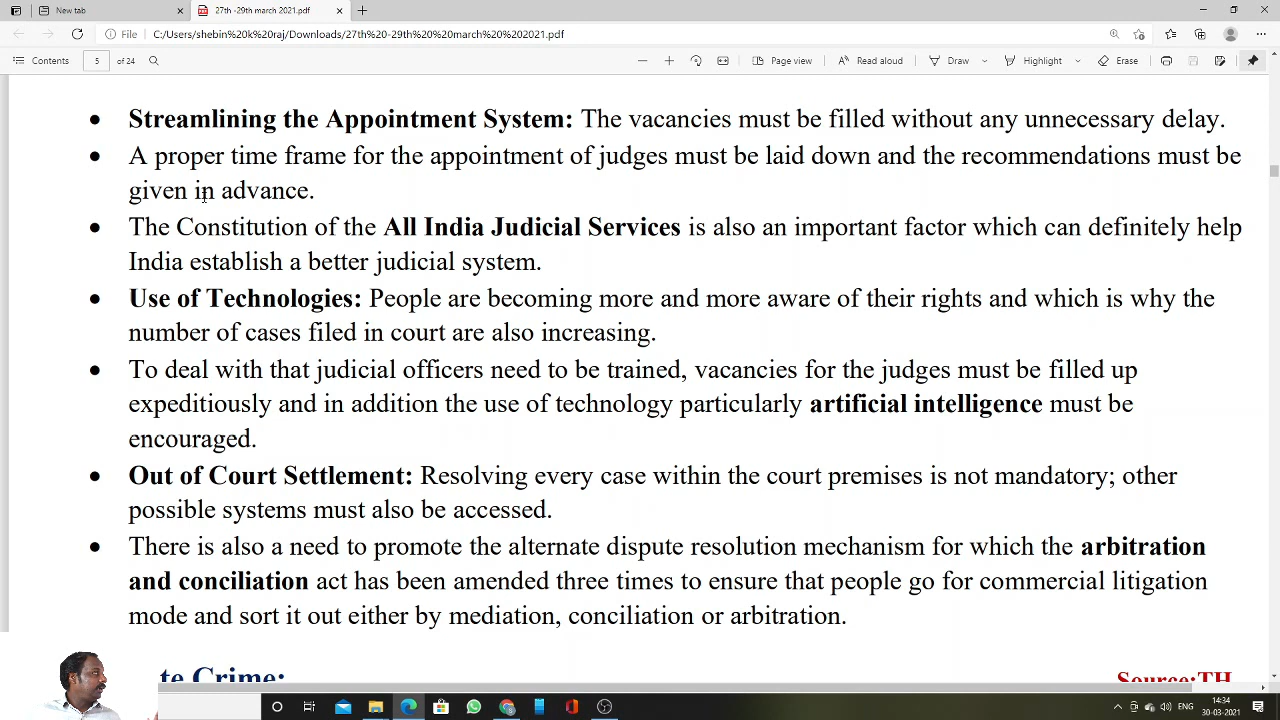 New tab
27th -29th march 2021.pdf
File
C:/Users/shebin%20k%20raj/Downloads/27th%20-29th%20%20march%20%202021.pdf
Contents 5 of 24 Page view Read aloud Draw Highlight Erase
• Streamlining the Appointment System: The vacancies must be filled without any unnecessary delay.
• A proper time frame for the appointment of judges must be laid down and the recommendations must be
given in advance.
• The Constitution of the All India Judicial Services is also an important factor which can definitely help
India establish a better judicial system.
• Use of Technologies: People are becoming more and more aware of their rights and which is why the
number of cases filed in court are also increasing.
• To deal with that judicial officers need to be trained, vacancies for the judges must be filled up
expeditiously and in addition the use of technology particularly artificial intelligence must be
encouraged.
• Out of Court Settlement: Resolving every case within the court premises is not mandatory; other
possible systems must also be accessed.
• There is also a need to promote the alternate dispute resolution mechanism for which the arbitration
and conciliation act has been amended three times to ensure that people go for commercial litigation
mode and sort it out either by mediation, conciliation or arbitration.
te Crime: Source:TH
ENG
14:34
30-03-2021